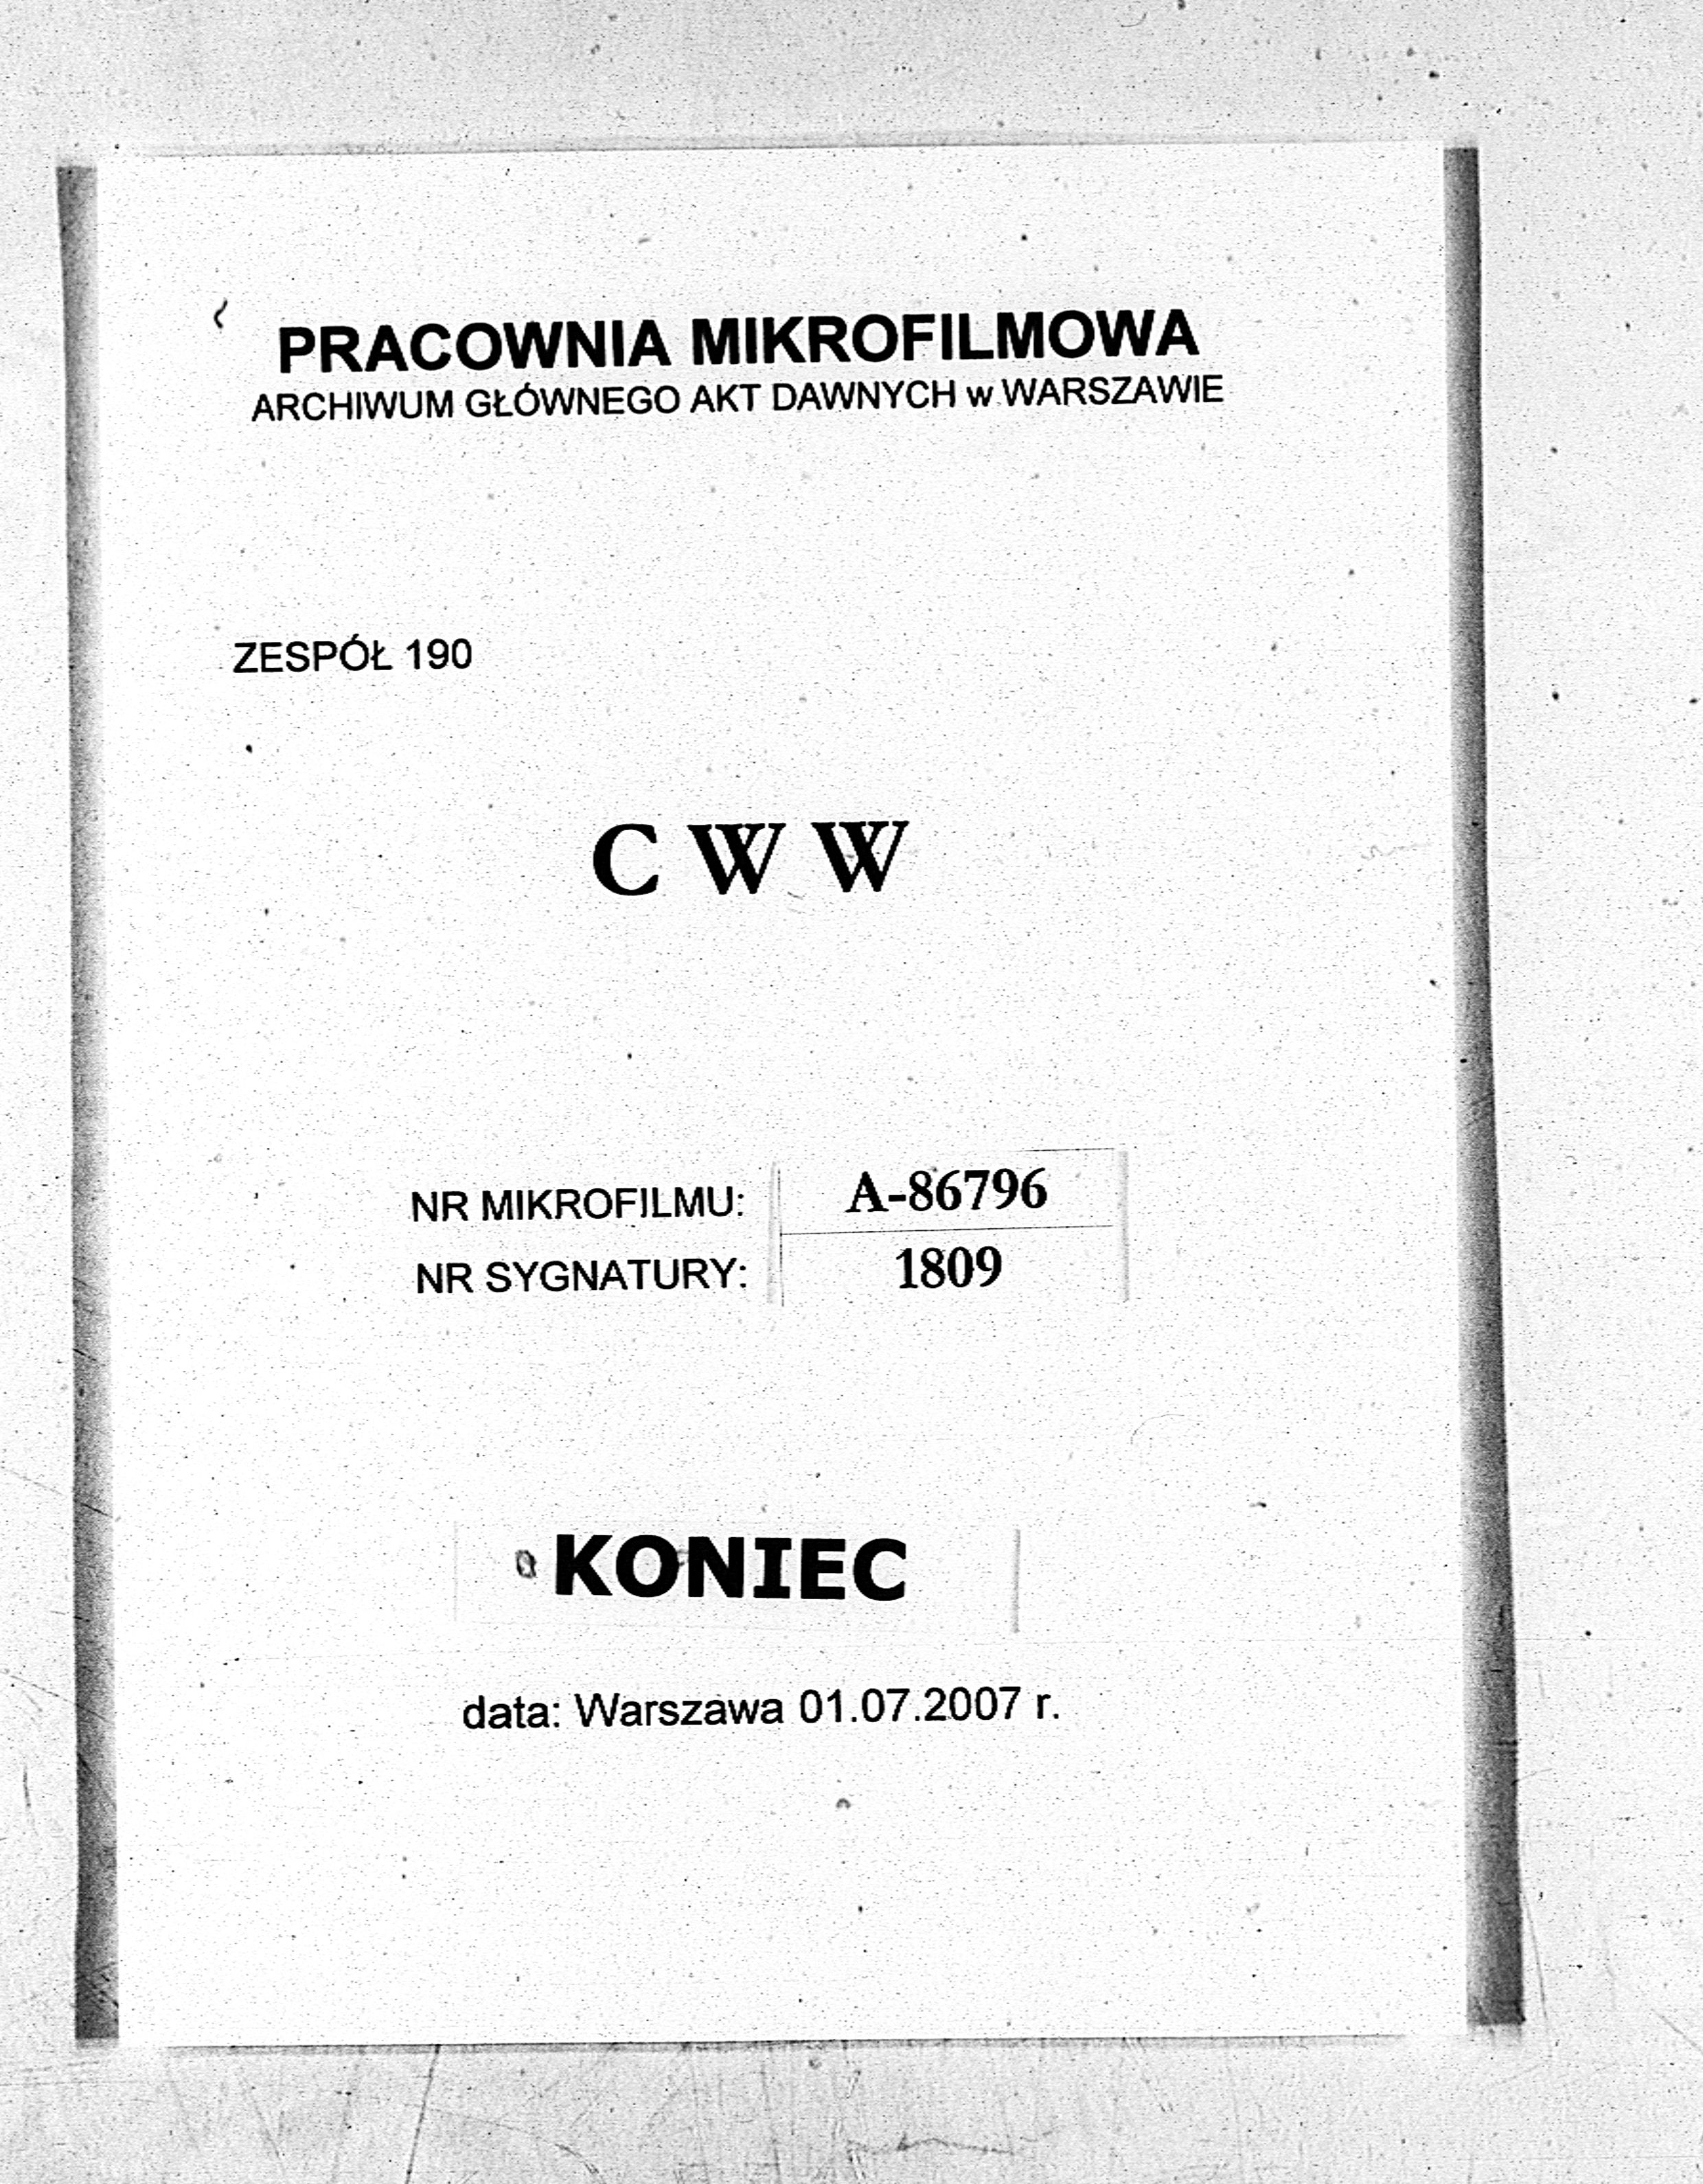 PRACOWNIA MIKROFILMOWA
ARCHIWUM GŁÓWNEGO AKT DAWNYCH w WARSZAWIE
ZESPÓŁ 190
C W W
NR MIKROFILMU: A-86796
NR SYGNATURY: 1809
KONIEC
data: Warszawa 01.07.2007 r.